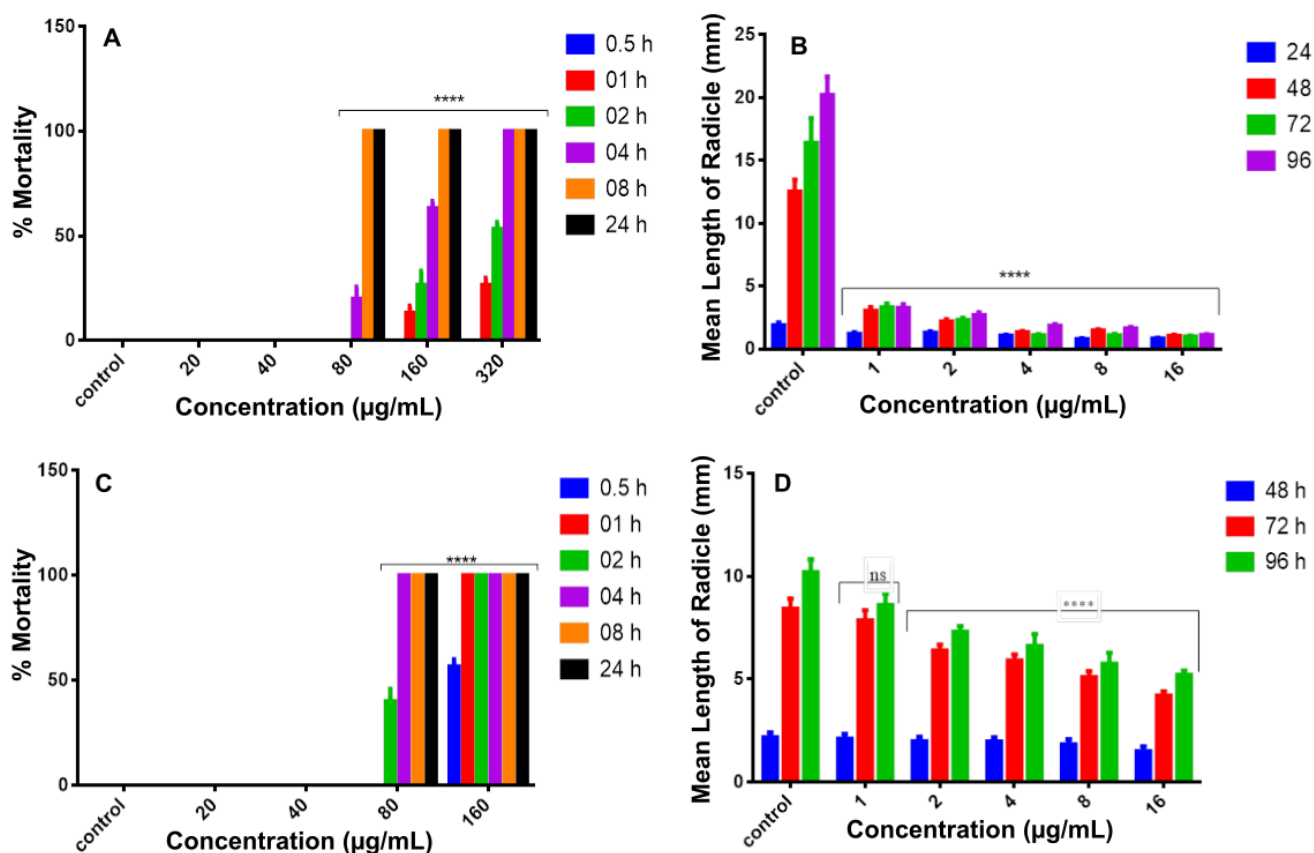 A
% Mortality
150
100
50
0
****
control
20
40
80
160
320
Concentration (µg/mL)
0.5 h
01 h
02 h
04 h
08 h
24 h
B
Mean Length of Radicle (mm)
25
20
15
10
5
0
****
control
1
2
4
8
16
Concentration (µg/mL)
24
48
72
96
C
% Mortality
150
100
50
0
****
control
20
40
80
160
Concentration (µg/mL)
0.5 h
01 h
02 h
04 h
08 h
24 h
D
Mean Length of Radicle (mm)
15
10
5
0
ns
****
control
1
2
4
8
16
Concentration (µg/mL)
48 h
72 h
96 h